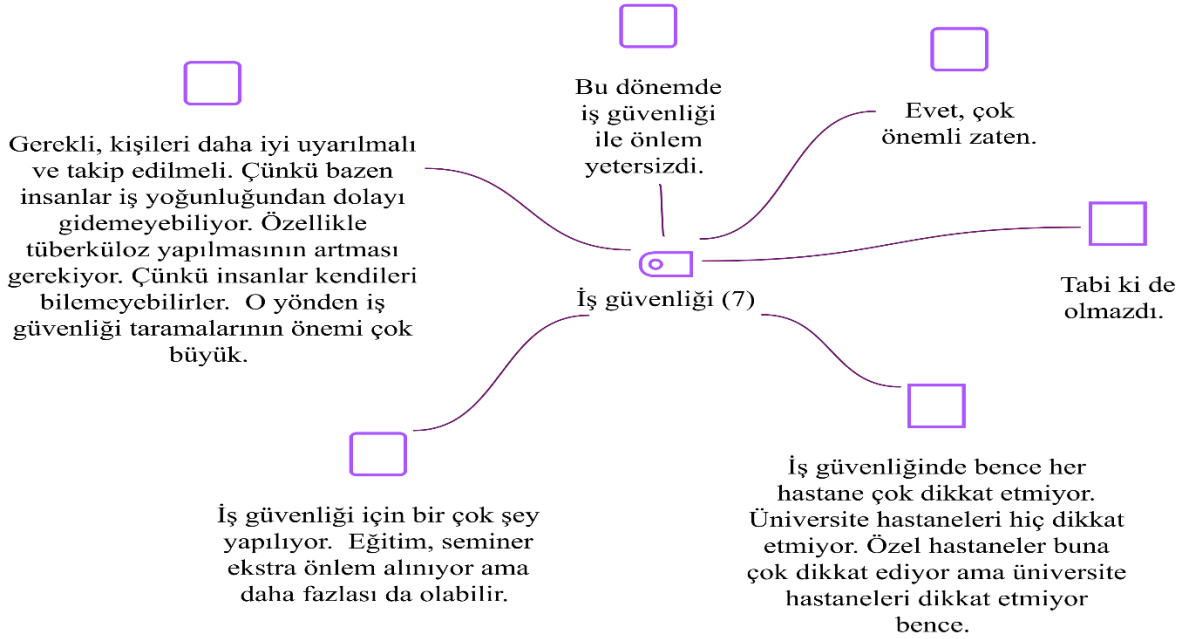 Gerekli, kişileri daha iyi uyarılmalı
ve takip edilmeli. Çünkü bazen
insanlar iş yoğunluğundan dolayı
gidemeyebiliyor. Özellikle
tüberküloz yapılmasının artması
gerekiyor. Çünkü insanlar kendileri
bilemeyebilirler.  O yönden iş
güvenliği taramalarının önemi çok
büyük.
Bu dönemde
iş güvenliği
ile önlem
yetersizdi.
Evet, çok
önemli zaten.
Tabi ki de
olmazdı.
İş güvenliği (7)
İş güvenliği için bir çok şey
yapılıyor.  Eğitim, seminer
ekstra önlem alınıyor ama
daha fazlası da olabilir.
İş güvenliğinde bence her
hastane çok dikkat etmiyor.
Üniversite hastaneleri hiç dikkat
etmiyor. Özel hastaneler buna
çok dikkat ediyor ama üniversite
hastaneleri dikkat etmiyor
bence.